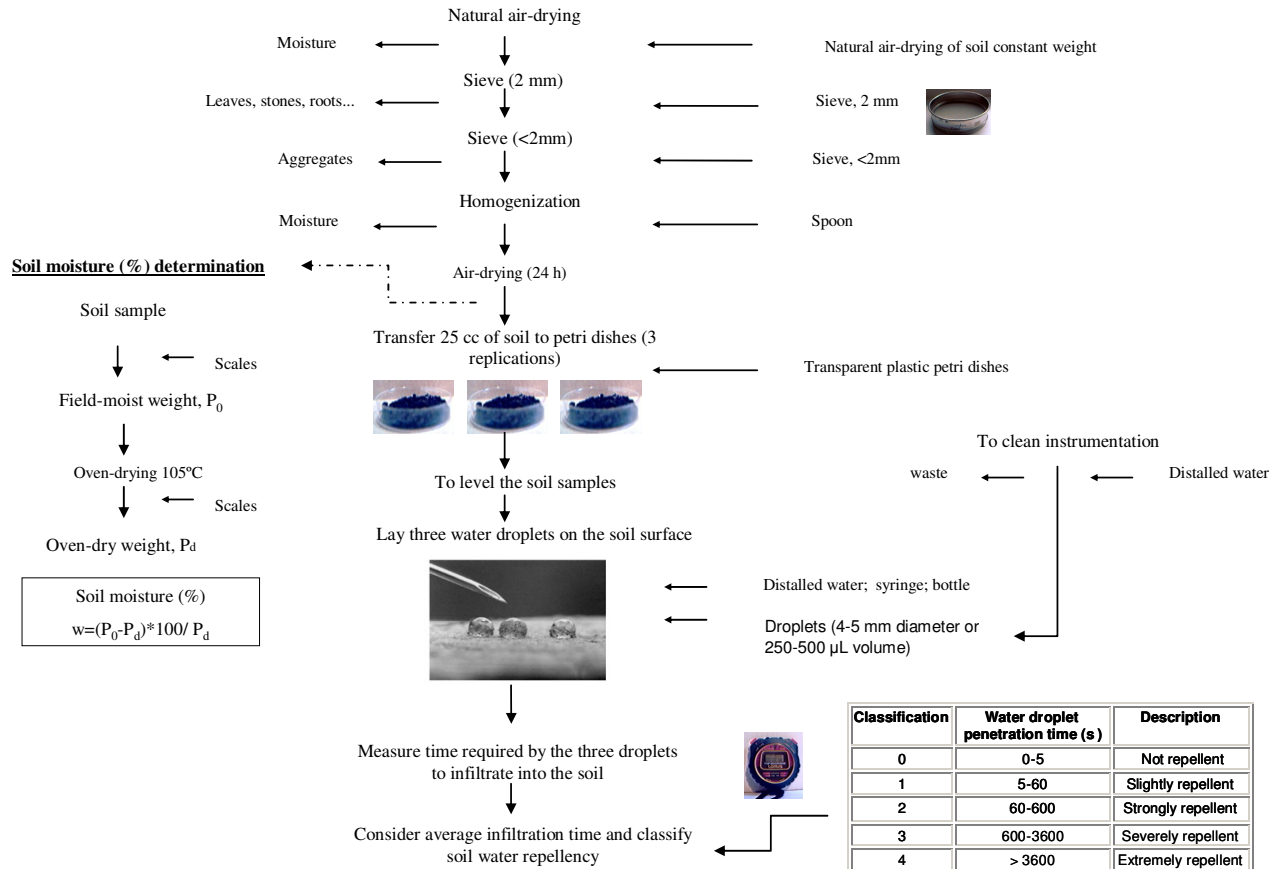 Natural air-drying
Moisture
Natural air-drying of soil constant weight
Sieve (2 mm)
Leaves, stones, roots...
Sieve, 2 mm
Sieve (<2mm)
Aggregates
Sieve, <2mm
Homogenization
Moisture
Spoon
Soil moisture (%) determination
Air-drying (24 h)
Soil sample
Scales
Field-moist weight, P0
Oven-drying 105ºC
Scales
Oven-dry weight, Pd
Soil moisture (%)
w=(P0-Pd)*100/ Pd
Transfer 25 cc of soil to petri dishes (3
replications)
Transparent plastic petri dishes
To level the soil samples
To clean instrumentation
waste
Distalled water
Lay three water droplets on the soil surface
Distalled water; syringe; bottle
Droplets (4-5 mm diameter or
250-500 µL volume)
Measure time required by the three droplets
to infiltrate into the soil
Consider average infiltration time and classify
soil water repellency
Classification Water droplet penetration time (s) Description
0 0-5 Not repellent
1 5-60 Slightly repellent
2 60-600 Strongly repellent
3 600-3600 Severely repellent
4 > 3600 Extremely repellent